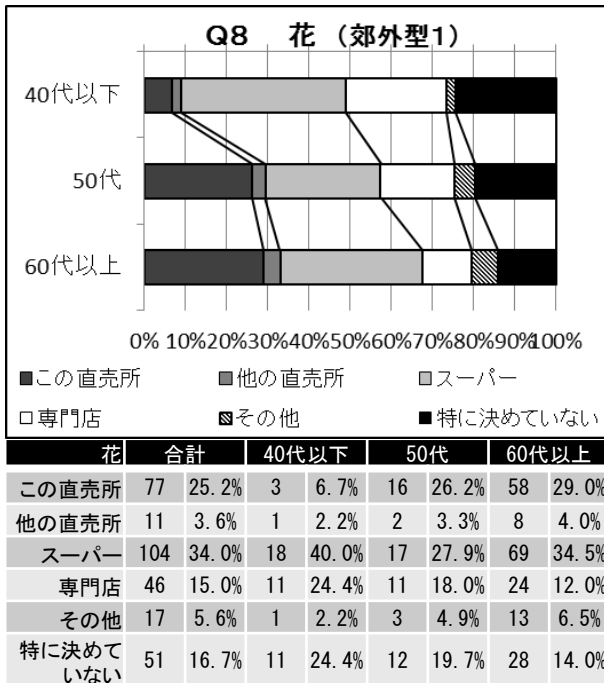 Q8 花 (郊外型1)
40代以下
50代
60代以上
0% 10% 20% 30% 40% 50% 60% 70% 80% 90% 100%
■この直売所 ■他の直売所 □スーパー
□専門店 その他 ■特に決めていない
花 合計 40代以下 50代 60代以上
この直売所 77 25.2% 3 6.7% 16 26.2% 58 29.0%
他の直売所 11 3.6% 1 2.2% 2 3.3% 8 4.0%
スーパー 104 34.0% 18 40.0% 17 27.9% 69 34.5%
専門店 46 15.0% 11 24.4% 11 18.0% 24 12.0%
その他 17 5.6% 1 2.2% 3 4.9% 13 6.5%
特に決めて
いない 51 16.7% 11 24.4% 12 19.7% 28 14.0%